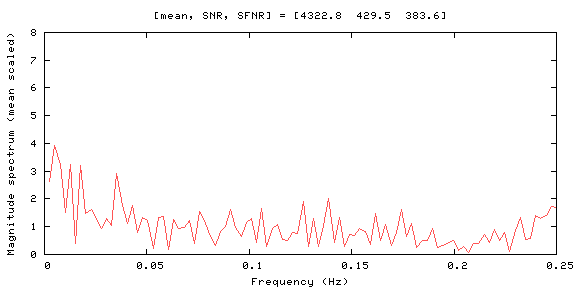 [mean, SNR, SFNR] = [4322.8  429.5  383.6]
8
7
6
5
4
3
2
1
0
Magnitude spectrum (mean scaled)
0 0.05 0.1 0.15 0.2 0.25
Frequency (Hz)